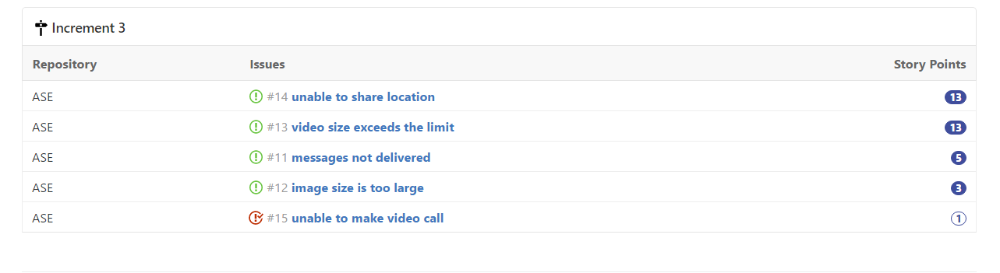 Increment 3
Repository Issues Story Points
ASE #14 unable to share location 13
ASE #13 video size exceeds the limit 13
ASE #11 messages not delivered 5
ASE #12 image size is too large 3
ASE #15 unable to make video call 1